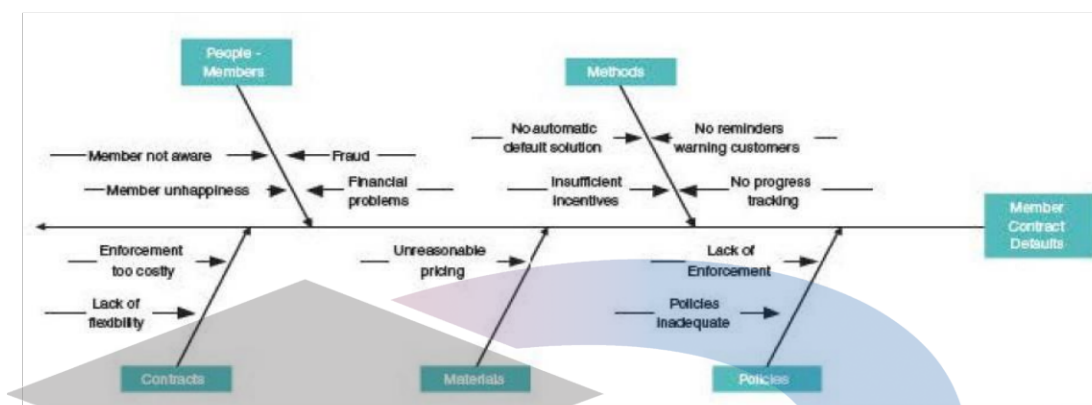 People -
Members
Methods
No automatic
default solution
No reminders
warning customers
Member not aware
Fraud
Member unhappiness
Financial
problems
Insufficient
incentives
No progress
tracking
Member
Contract
Defaults
Enforcement
too costly
Unreasonable
pricing
Lack of
Enforcement
Lack of
flexibility
Policies
inadequate
Contracts
Materials
Policies